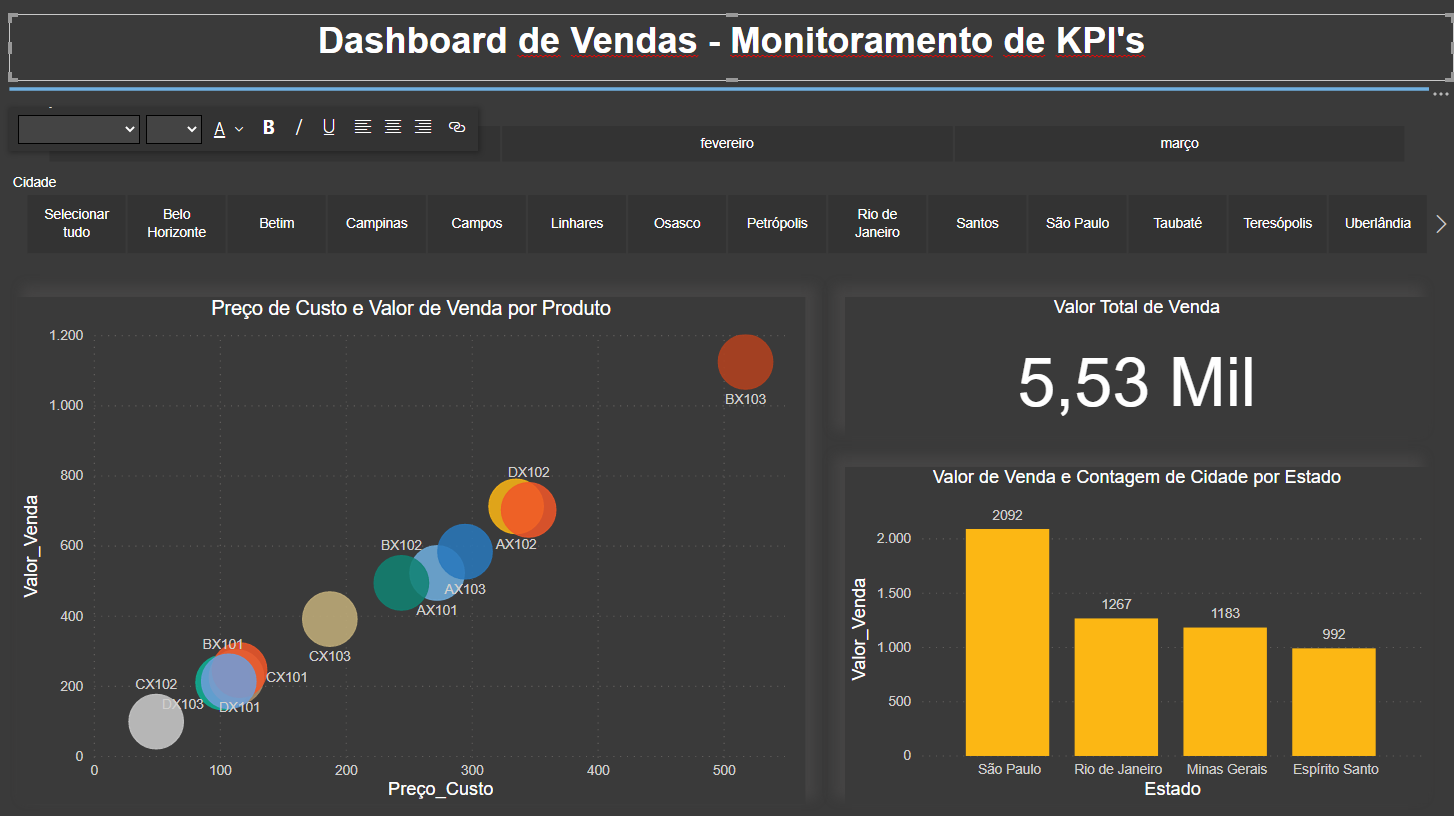 Dashboard de Vendas - Monitoramento de KPI's
A
B
/
U
fevereiro
março
Cidade
Selecionar
tudo
Belo
Horizonte
Betim
Campinas
Campos
Linhares
Osasco
Petrópolis
Rio de
Janeiro
Santos
São Paulo
Taubaté
Teresópolis
Uberlândia
Preço de Custo e Valor de Venda por Produto
1.200
1.000
800
600
400
200
0
Valor_Venda
BX103
DX102
AX102
BX102
AX103
AX101
CX103
BX101
CX101
CX102
DX103
DX101
0
100
200
300
400
500
Preço_Custo
Valor Total de Venda
5,53 Mil
Valor de Venda e Contagem de Cidade por Estado
2.000
1.500
1.000
500
0
Valor_Venda
2092
1267
1183
992
São Paulo
Rio de Janeiro
Minas Gerais
Espírito Santo
Estado